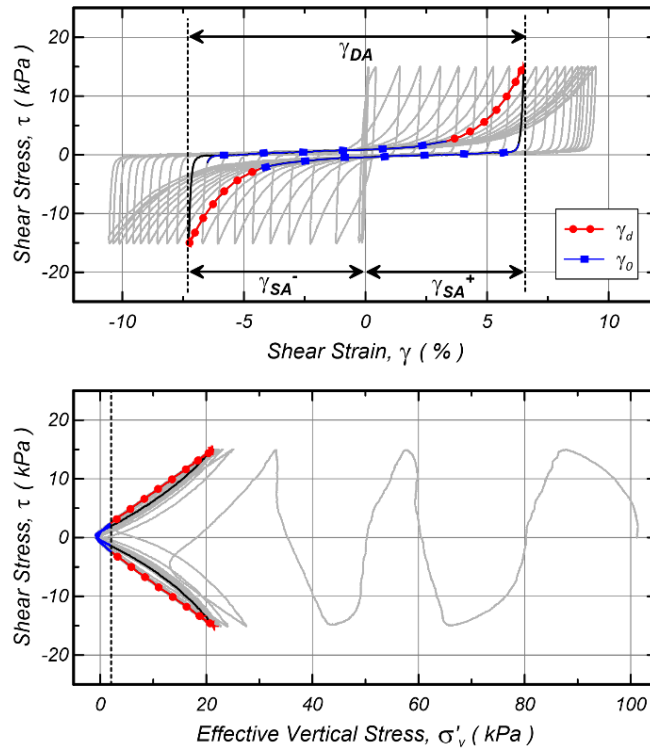 20
10
0
-10
-20
Shear Stress, τ ( kPa )
γDA
γSA-
γSA+
γd
γ0
-10
-5
0
5
10
Shear Strain, γ ( % )
20
10
0
-10
-20
Shear Stress, τ ( kPa )
0
20
40
60
80
100
Effective Vertical Stress, σ'v ( kPa )